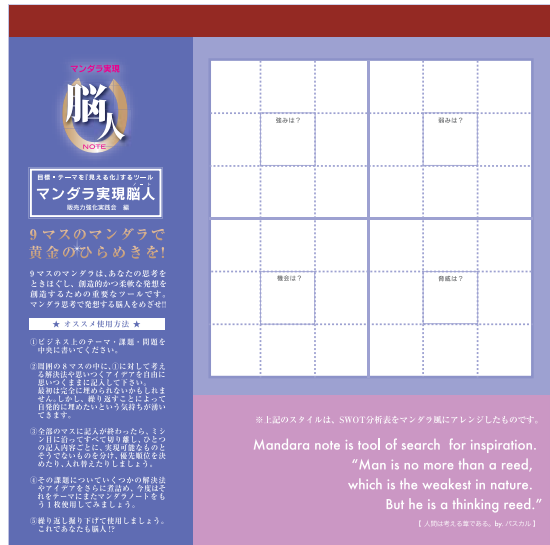 マンダラ実現
脳人
NOTE
目標・テーマを『見える化』するツール
ノート
マンダラ実現脳人
販売力強化実践会　編
9マスのマンダラで
黄金のひらめきを!
9マスのマンダラは、あなたの思考を
ときほぐし、創造的かつ柔軟な発想を
創造するための重要なツールです。
マンダラ思考で発想する脳人をめざせ!!
★ オススメ使用方法 ★
①ビジネス上のテーマ・課題・問題を
中央に書いてください。
②周囲の8マスの中に、①に対して考え
る解決法や思いつくアイデアを自由に
思いつくままに記入して下さい。
最初は完全に埋められないかもしれま
せん。しかし、繰り返すことによって
自発的に埋めたいという気持ちが湧い
てきます。
③全部のマスに記入が終わったら、ミシ
ン目に沿ってすべて切り離し、ひとつ
の記入内容ごとに、実現可能なものと
そうでないものを分け、優先順位を決
めたり、入れ替えたりしましょう。
④その課題についていくつかの解決法
やアイデアをさらに煮詰め、今度はそ
れをテーマにまたマンダラノートをも
う1枚使用してみましょう。
⑤繰り返し掘り下げて使用しましょう。
これであなたも脳人!?
強みは？
弱みは？
機会は？
脅威は？
※上記のスタイルは、SWOT分析表をマンダラ風にアレンジしたものです。
Mandara note is tool of search for inspiration.
“Man is no more than a reed,
which is the weakest in nature.
But he is a thinking reed.”
【 人間は考える葦である。by. パスカル 】